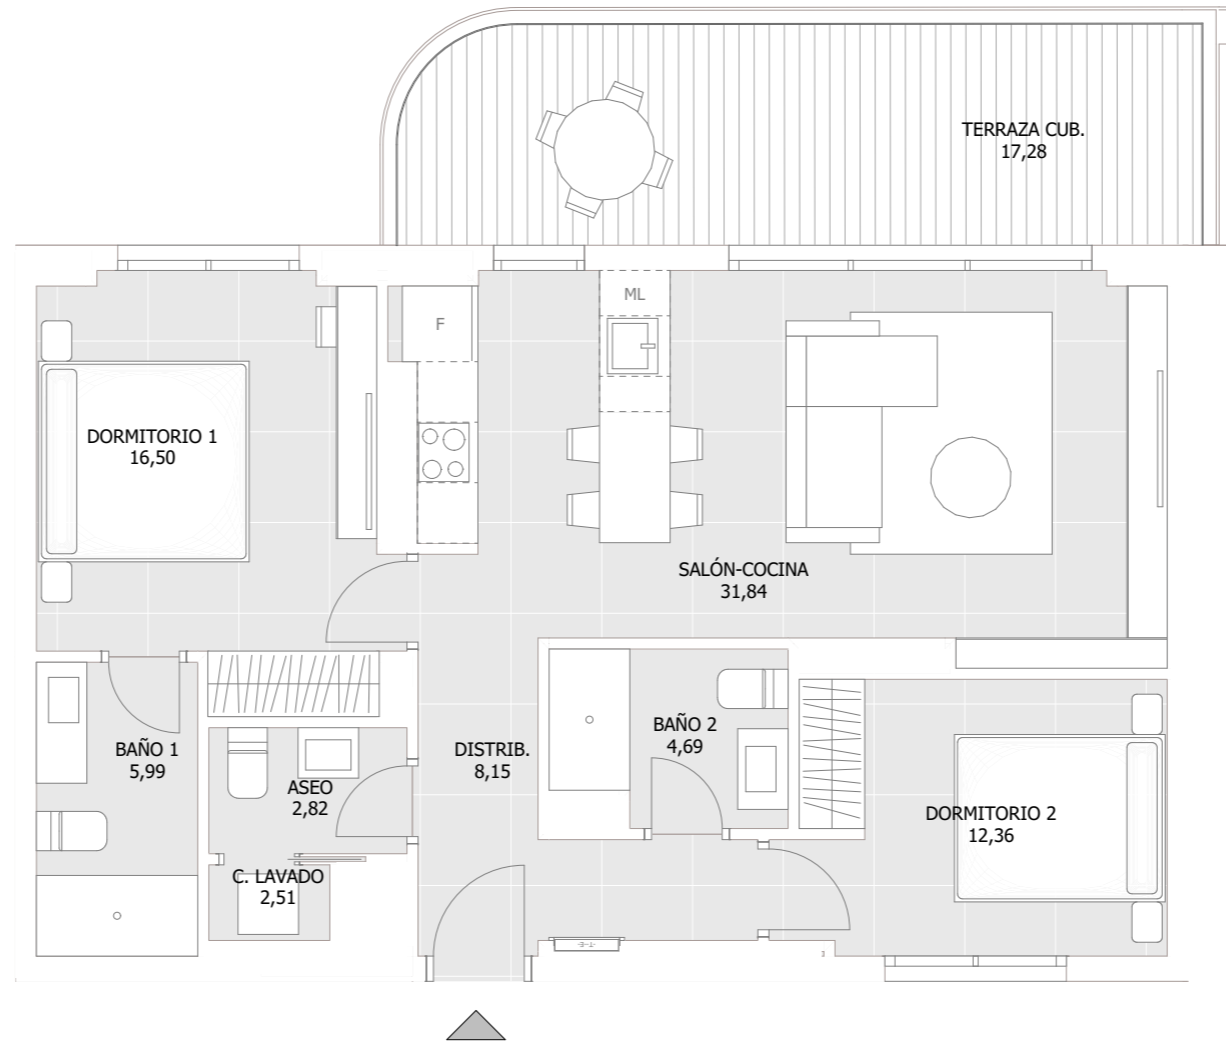 TERRAZA CUB.
17,28
ML
F
DORMITORIO 1
16,50
SALÓN-COCINA
31,84
BAÑO 1
5,99
ASEO
2,82
C. LAVADO
2,51
DISTRIB.
8,15
BAÑO 2
4,69
DORMITORIO 2
12,36